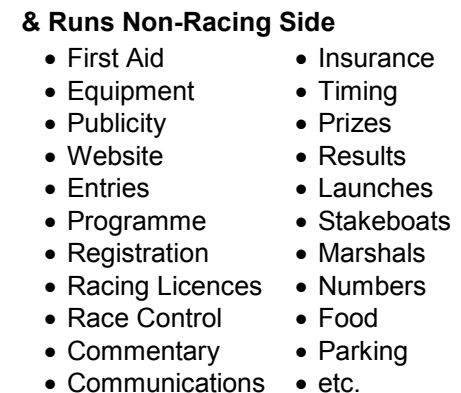 & Runs Non-Racing Side
• First Aid
• Equipment
• Publicity
• Website
• Entries
• Programme
• Registration
• Racing Licences
• Race Control
• Commentary
• Communications
• Insurance
• Timing
• Prizes
• Results
• Launches
• Stakeboats
• Marshals
• Numbers
• Food
• Parking
• etc.